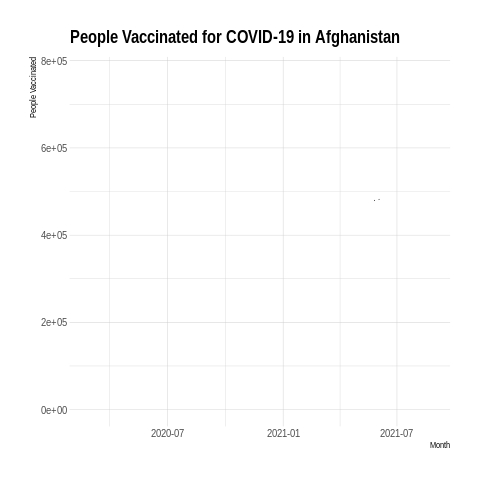 People Vaccinated for COVID-19 in Afghanistan
People Vaccinated
8e+05
6e+05
4e+05
2e+05
0e+00
2020-07 2021-01 2021-07
Month